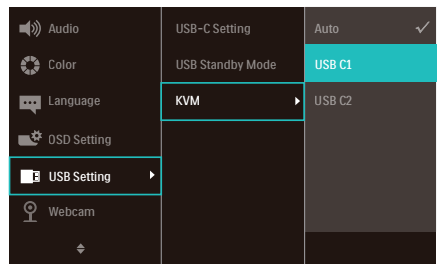 Audio
Color
Language
OSD Setting
USB Setting
Webcam
USB-C Setting
USB Standby Mode
KVM
Auto
USB C1
USB C2